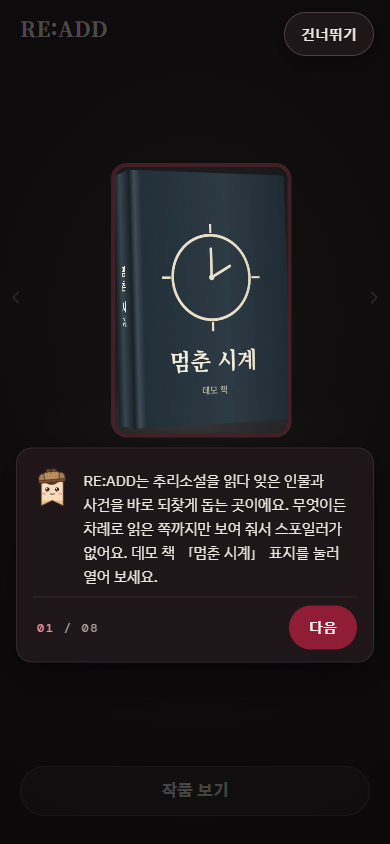 RE:ADD
건너뛰기
멈춘 시계
멈춘 시계
데모 책
RE:ADD는 추리소설을 읽다 잊은 인물과
사건을 바로 되찾게 돕는 곳이에요. 무엇이든
차례로 읽은 쪽까지만 보여 줘서 스포일러가
없어요. 데모 책 「멈춘 시계」 표지를 눌러
열어 보세요.
01 / 08
다음
작품 보기